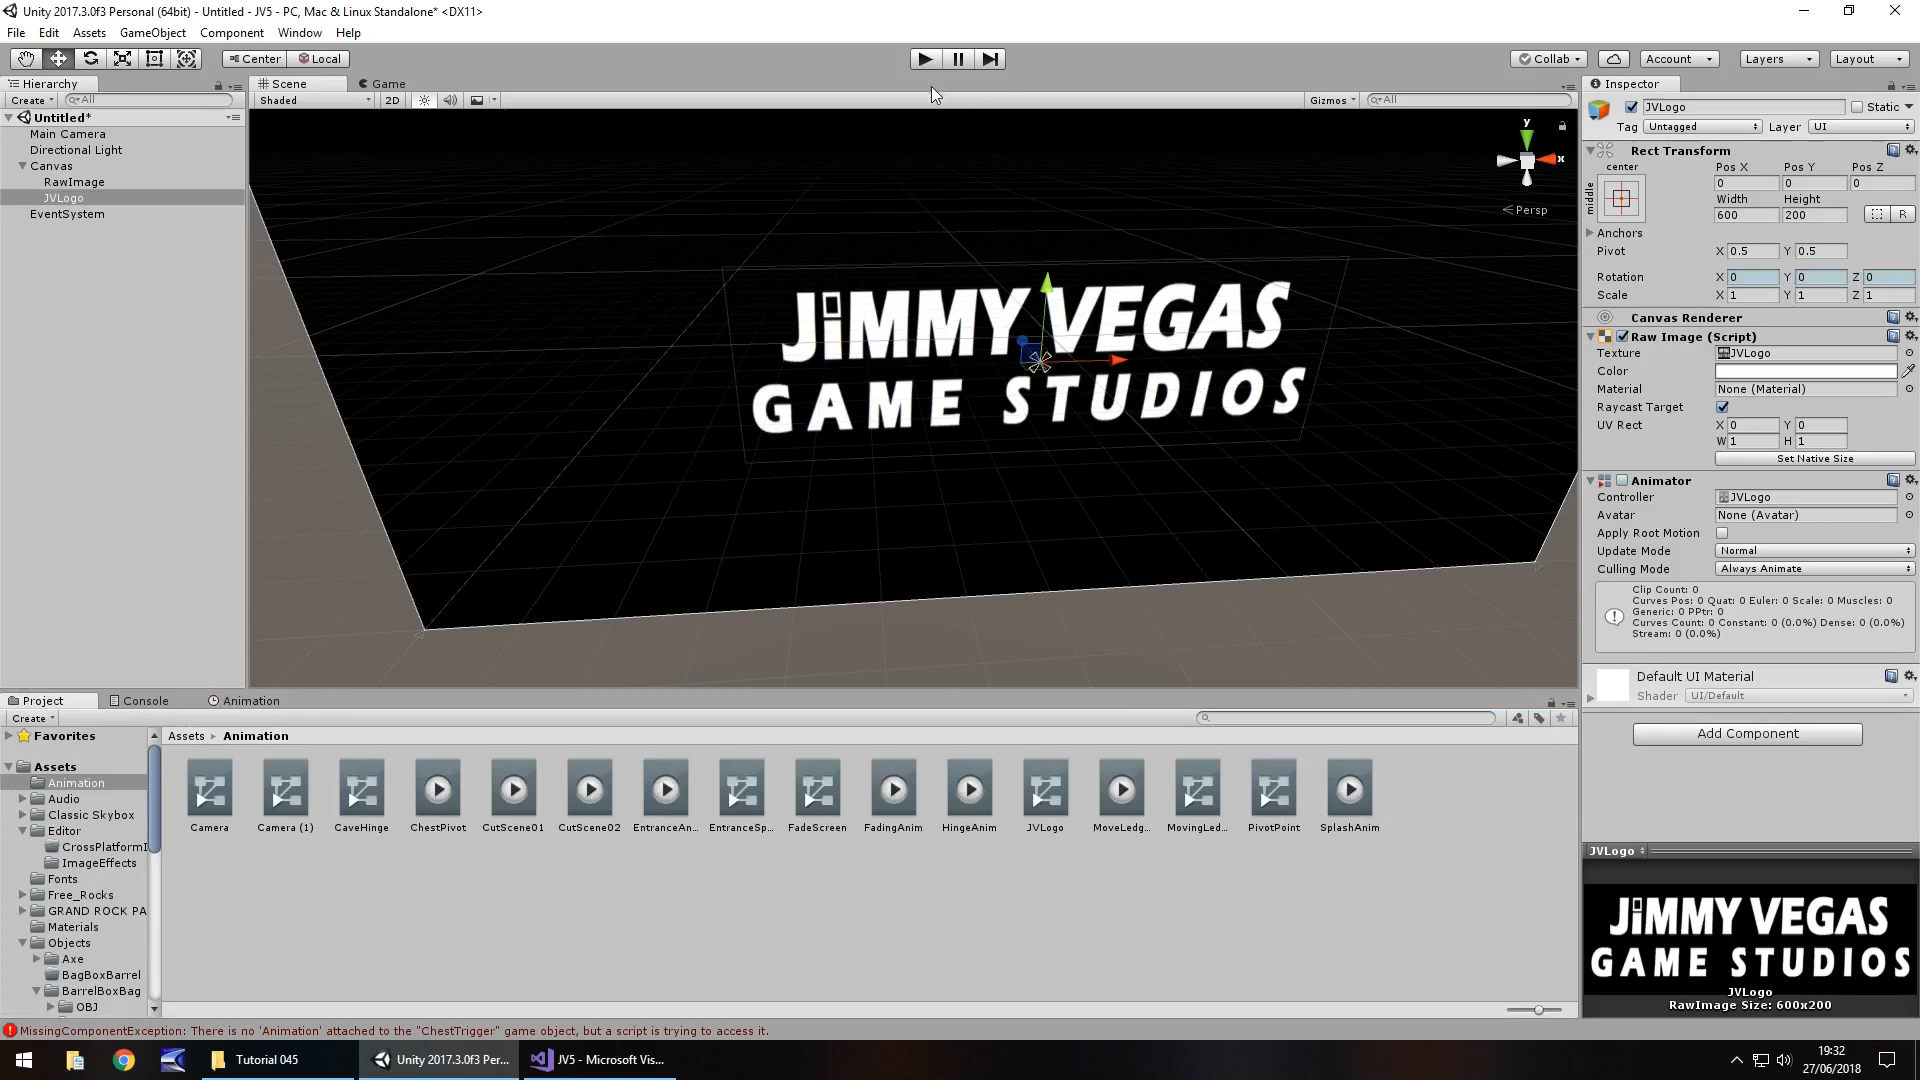 Unity 2017.3.0f3 Personal (64bit) - Untitled - JV5 - PC, Mac & Linux Standalone* <DX11>
File Edit Assets GameObject Component Window Help
Center Local Collab Account Layers Layout
Hierarchy
Create All
Untitled*
Main Camera
Directional Light
Canvas
RawImage
JVLogo
EventSystem
Scene Game
Shaded 2D Gizmos All
y
x
Persp
JiMMY VEGAS
GAME STUDIOS
Inspector
JVLogo Static
Tag Untagged Layer UI
Rect Transform
center Pos X Pos Y Pos Z
middle 0 0 0
Width Height
600 200 R
Anchors
Pivot X 0.5 Y 0.5
Rotation X 0 Y 0 Z 0
Scale X 1 Y 1 Z 1
Canvas Renderer
Raw Image (Script)
Texture JVLogo
Color
Material None (Material)
Raycast Target
UV Rect X 0 Y 0
W 1 H 1
Set Native Size
Animator
Controller JVLogo
Avatar None (Avatar)
Apply Root Motion
Update Mode Normal
Culling Mode Always Animate
Clip Count: 0
Curves Pos: 0 Quat: 0 Euler: 0 Scale: 0 Muscles: 0
Generic: 0 PPtr: 0
Curves Count: 0 Constant: 0 (0.0%) Dense: 0 (0.0%)
Stream: 0 (0.0%)
Default UI Material
Shader UI/Default
Add Component
JVLogo
JiMMY VEGAS
GAME STUDIOS
JVLogo
RawImage Size: 600x200
Project Console Animation
Create
Favorites
Assets
Animation
Audio
Classic Skybox
Editor
CrossPlatformI
ImageEffects
Fonts
Free_Rocks
GRAND ROCK PA
Materials
Objects
Axe
BagBoxBarrel
BarrelBoxBag
OBJ
Assets Animation
Camera Camera (1) CaveHinge ChestPivot CutScene01 CutScene02 EntranceAn... EntranceSp... FadeScreen FadingAnim HingeAnim JVLogo MoveLedg... MovingLed... PivotPoint SplashAnim
MissingComponentException: There is no 'Animation' attached to the "ChestTrigger" game object, but a script is trying to access it.
Tutorial 045 Unity 2017.3.0f3 Per... JV5 - Microsoft Vis...
19:32
27/06/2018